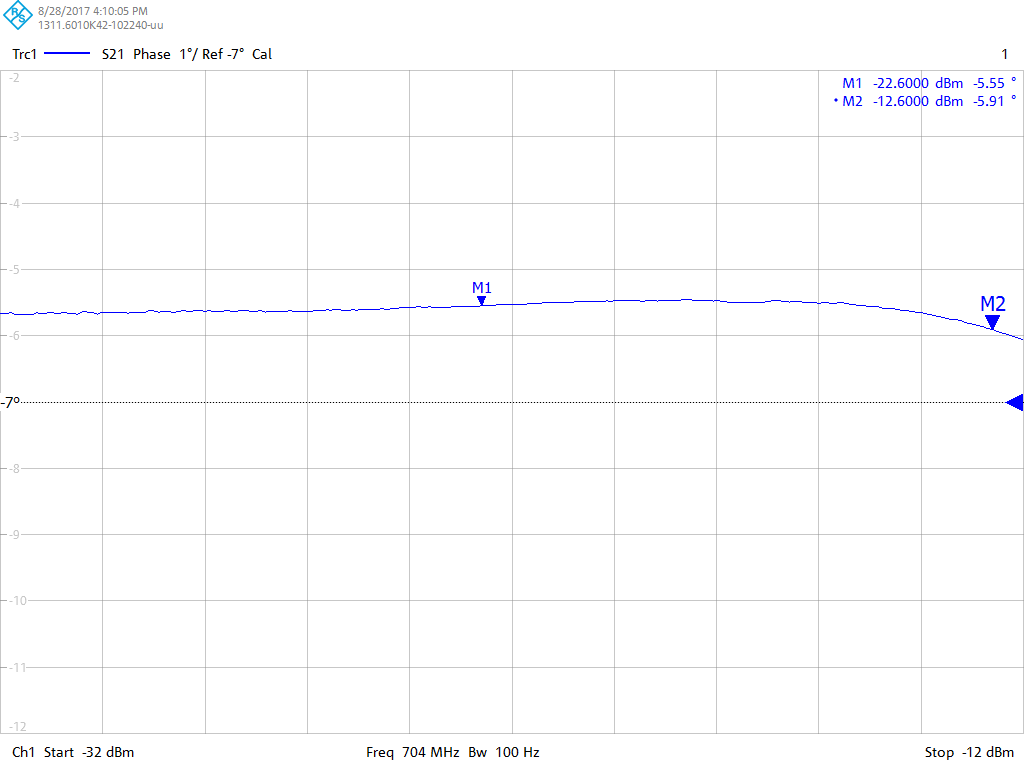 R&S
8/28/2017 4:10:05 PM
1311.6010K42-102240-uu
Trc1 S21 Phase 1°/ Ref -7° Cal 1
-2
M1 -22.6000 dBm -5.55 °
• M2 -12.6000 dBm -5.91 °
-3
-4
-5
M1
M2
-6
-7°
-8
-9
-10
-11
-12
Ch1 Start -32 dBm Freq 704 MHz Bw 100 Hz Stop -12 dBm